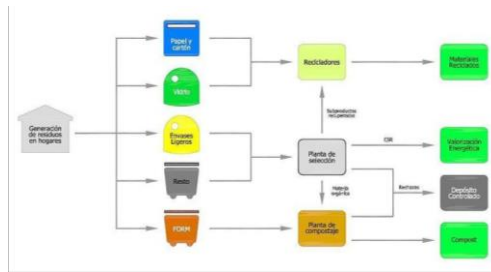 Papel y
cartón
Vidrio
Envases
Ligeros
Resto
FORM
Generación
de residuos
en hogares
Recicladores
Subproductos
recuperados
Planta de
selección
Materia
orgánica
Planta de
compostaje
CSR
Rechazos
Materiales
Reciclados
Valorización
Energética
Depósito
Controlado
Compost